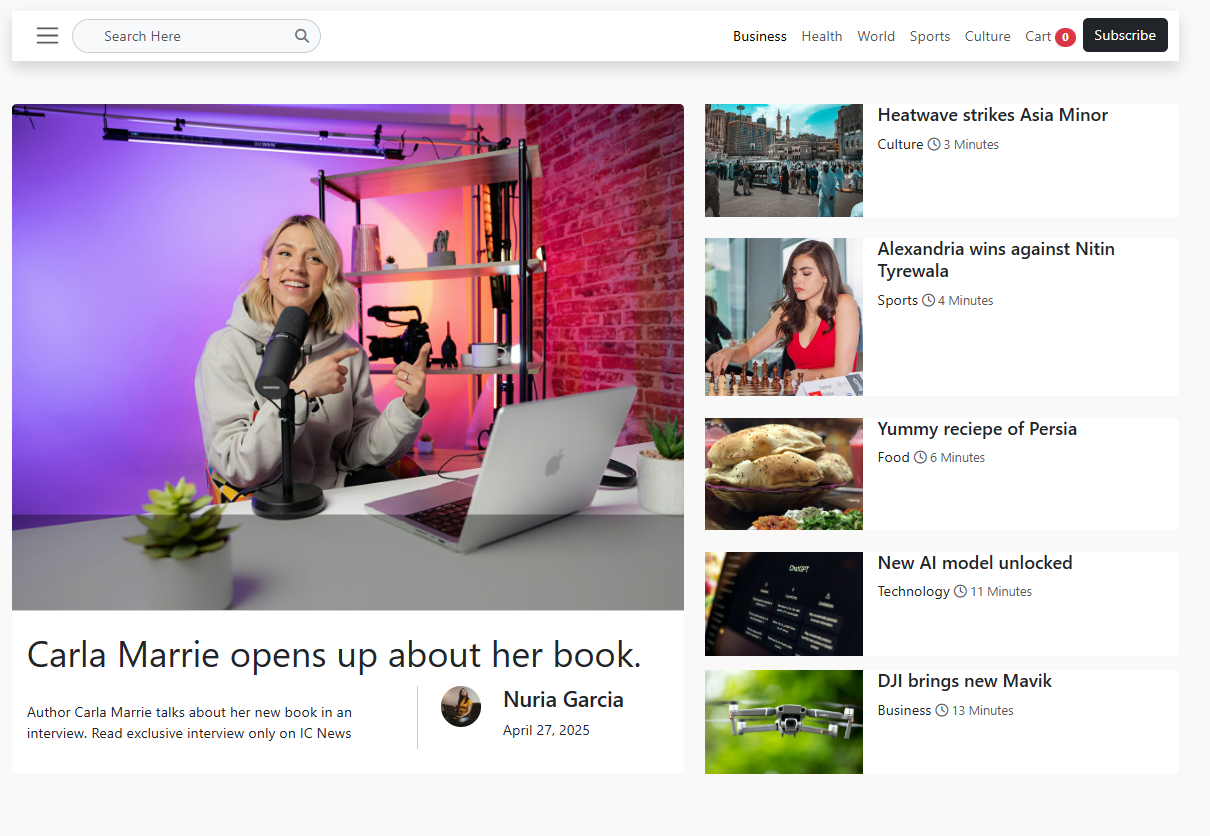 Search Here
Business Health World Sports Culture Cart 0 Subscribe
Carla Marrie opens up about her book.
Author Carla Marrie talks about her new book in an
interview. Read exclusive interview only on IC News
Nuria Garcia
April 27, 2025
Heatwave strikes Asia Minor
Culture 3 Minutes
Alexandria wins against Nitin
Tyrewala
Sports 4 Minutes
Yummy reciepe of Persia
Food 6 Minutes
New AI model unlocked
Technology 11 Minutes
ChatGPT
DJI brings new Mavik
Business 13 Minutes